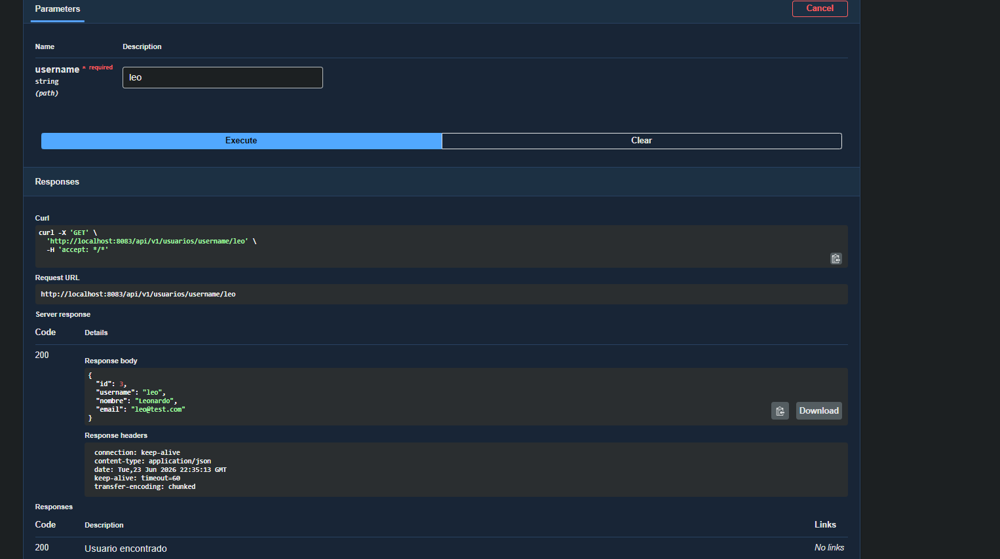 Parameters
Cancel
Name Description
username * required
string
(path)
leo
Execute Clear
Responses
Curl
curl -X 'GET' \
'http://localhost:8083/api/v1/usuarios/username/leo' \
-H 'accept: */*'
Request URL
http://localhost:8083/api/v1/usuarios/username/leo
Server response
Code Details
200
Response body
{
"id": 3,
"username": "leo",
"nombre": "Leonardo",
"email": "leo@test.com"
}
Download
Response headers
connection: keep-alive
content-type: application/json
date: Tue,23 Jun 2026 22:35:13 GMT
keep-alive: timeout=60
transfer-encoding: chunked
Responses
Code Description Links
200 Usuario encontrado No links